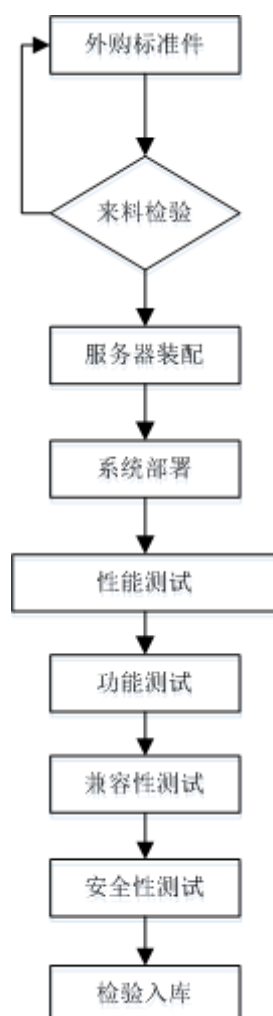 外购标准件
来料检验
服务器装配
系统部署
性能测试
功能测试
兼容性测试
安全性测试
检验入库